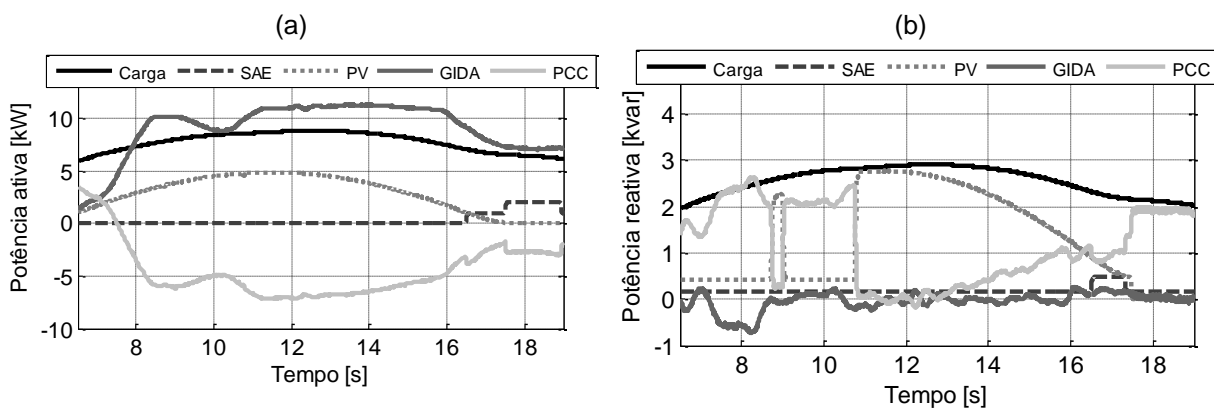 (a)
Carga SAE PV GIDA PCC
Potência ativa [kW]
10
5
0
-5
-10
8 10 12 14 16 18
Tempo [s]
(b)
Carga SAE PV GIDA PCC
Potência reativa [kvar]
4
3
2
1
0
-1
8 10 12 14 16 18
Tempo [s]